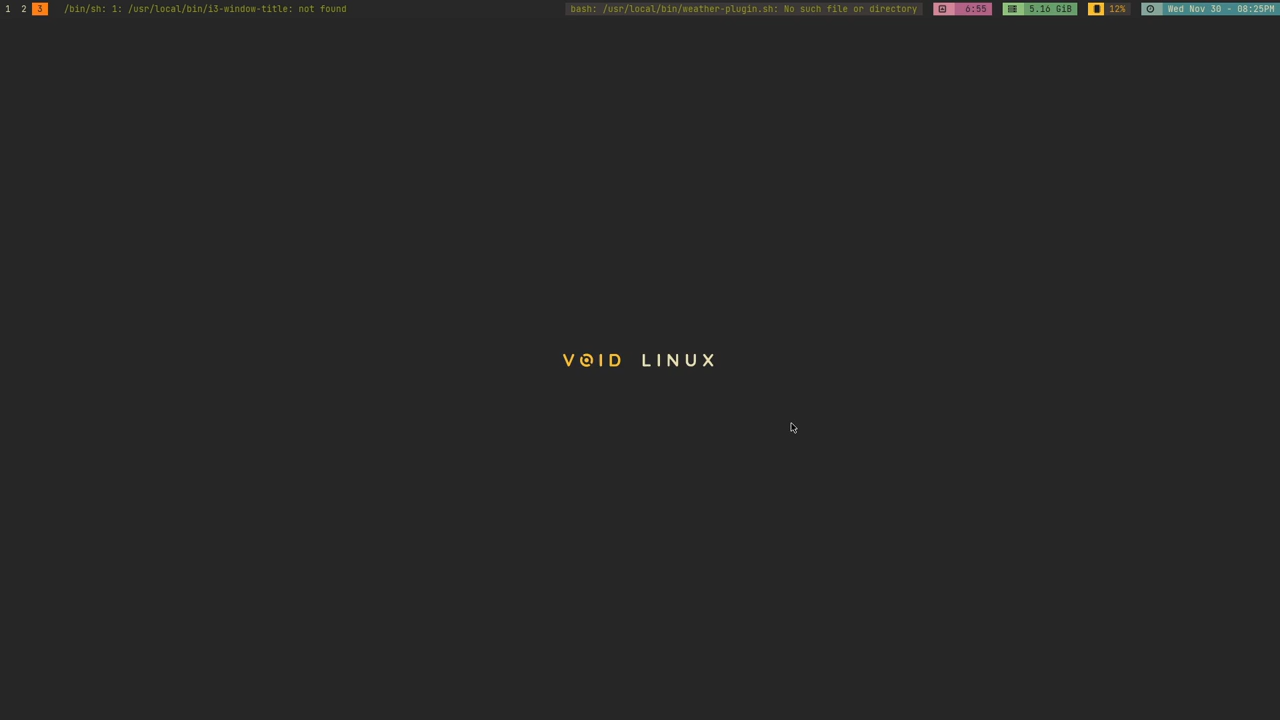 1 2 3 /bin/sh: 1: /usr/local/bin/i3-window-title: not found bash: /usr/local/bin/weather-plugin.sh: No such file or directory 6:55 5.16 GiB 12% Wed Nov 30 - 08:25PM
VOID LINUX